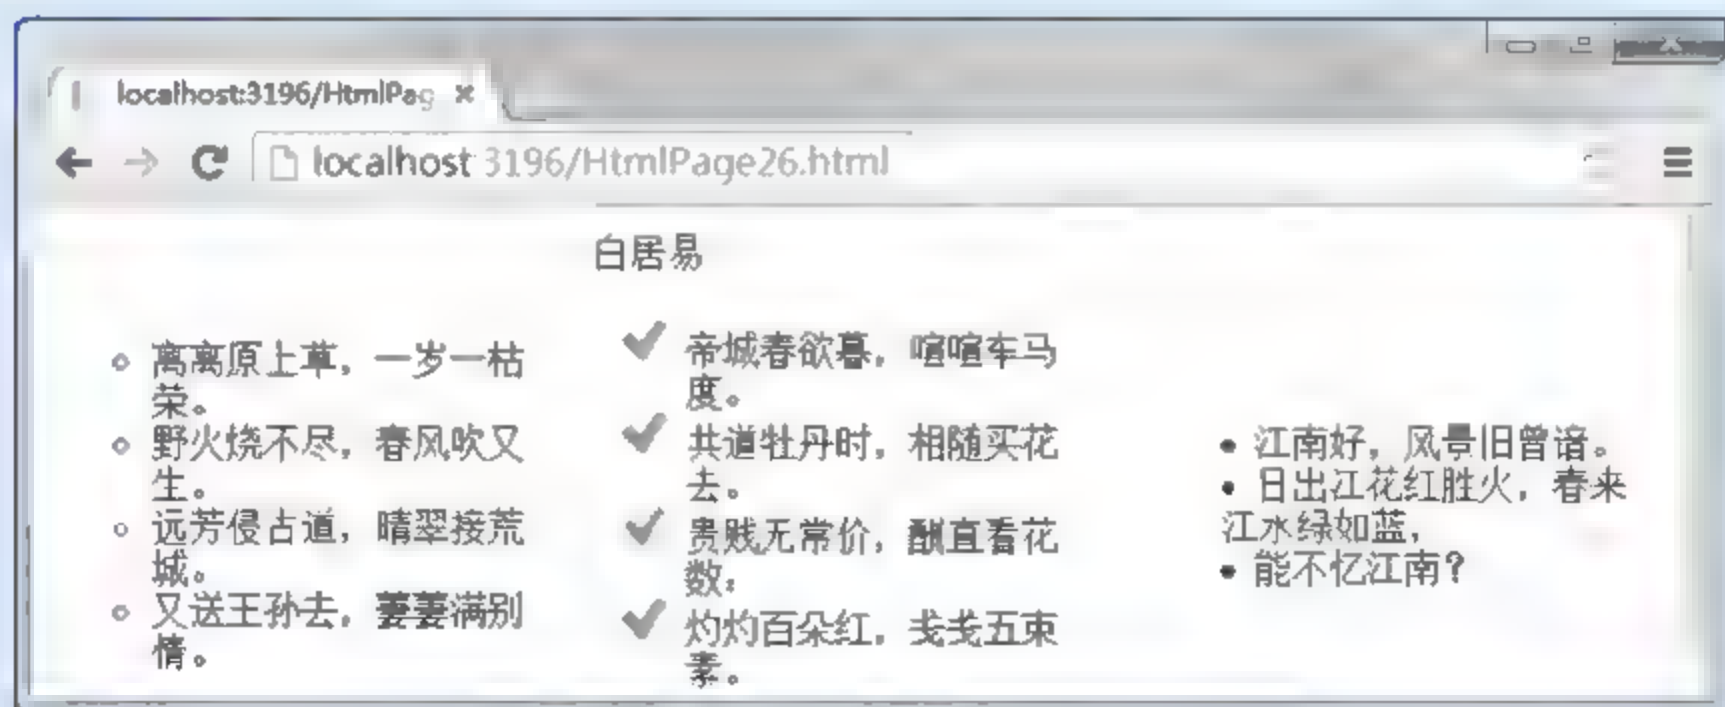 localhost:3196/HtmlPag
localhost:3196/HtmlPage26.html
白居易
离离原上草，一岁一枯
荣。
野火烧不尽，春风吹又
生。
远芳侵古道，晴翠接荒
城。
又送王孙去，萋萋满别
情。
帝城春欲暮，喧喧车马
度。
共道牡丹时，相随买花
去。
贵贱无常价，酬直看花
数：
灼灼百朵红，戋戋五束
素。
江南好，风景旧曾谙。
日出江花红胜火，春来
江水绿如蓝，
能不忆江南？